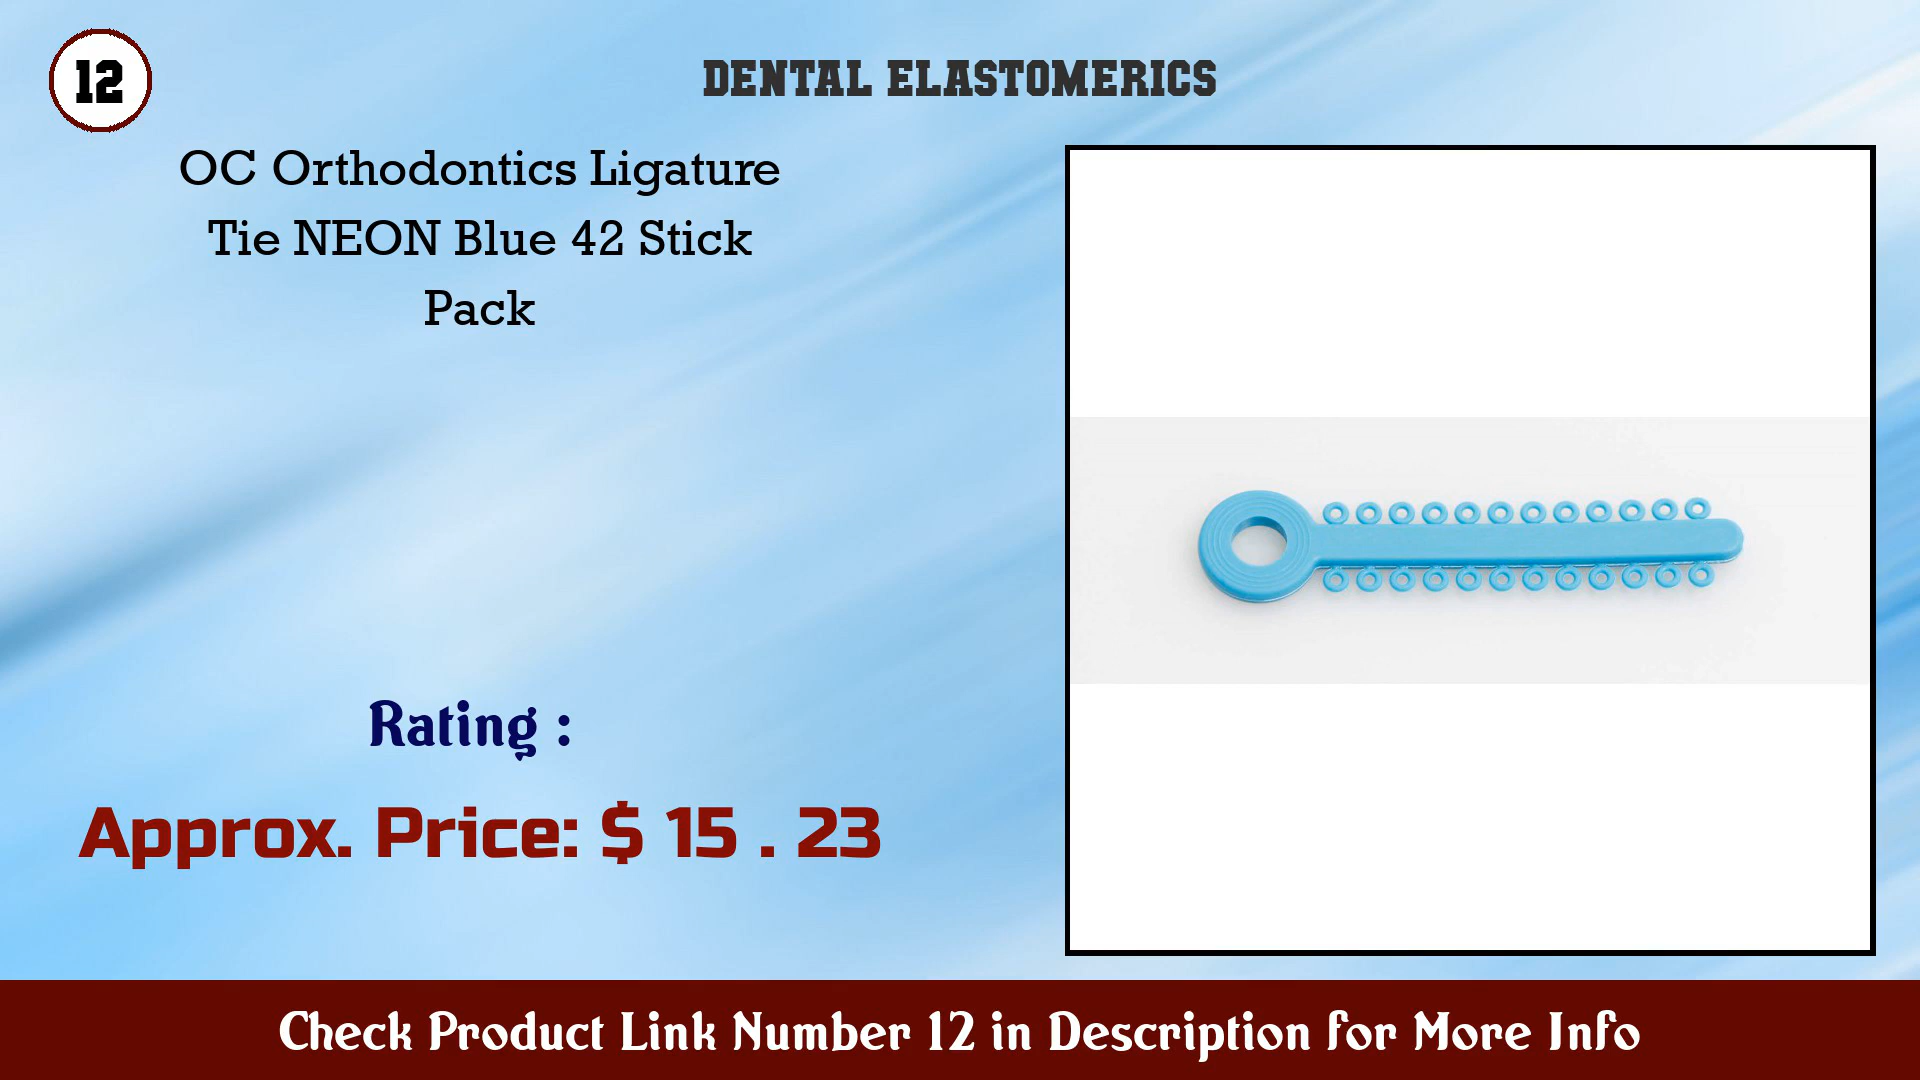 12
DENTAL ELASTOMERICS
OC Orthodontics Ligature
Tie NEON Blue 42 Stick
Pack
Rating :
Approx. Price: $ 15 . 23
Check Product Link Number 12 in Description for More Info